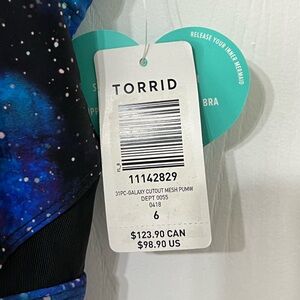 RELEASE YOUR INNER MERMAID
TORRID
BRA
11142829
31PC-GALAXY CUTOUT MESH PUMW
DEPT 0055
0418
6
$123.90 CAN
$98.90 US